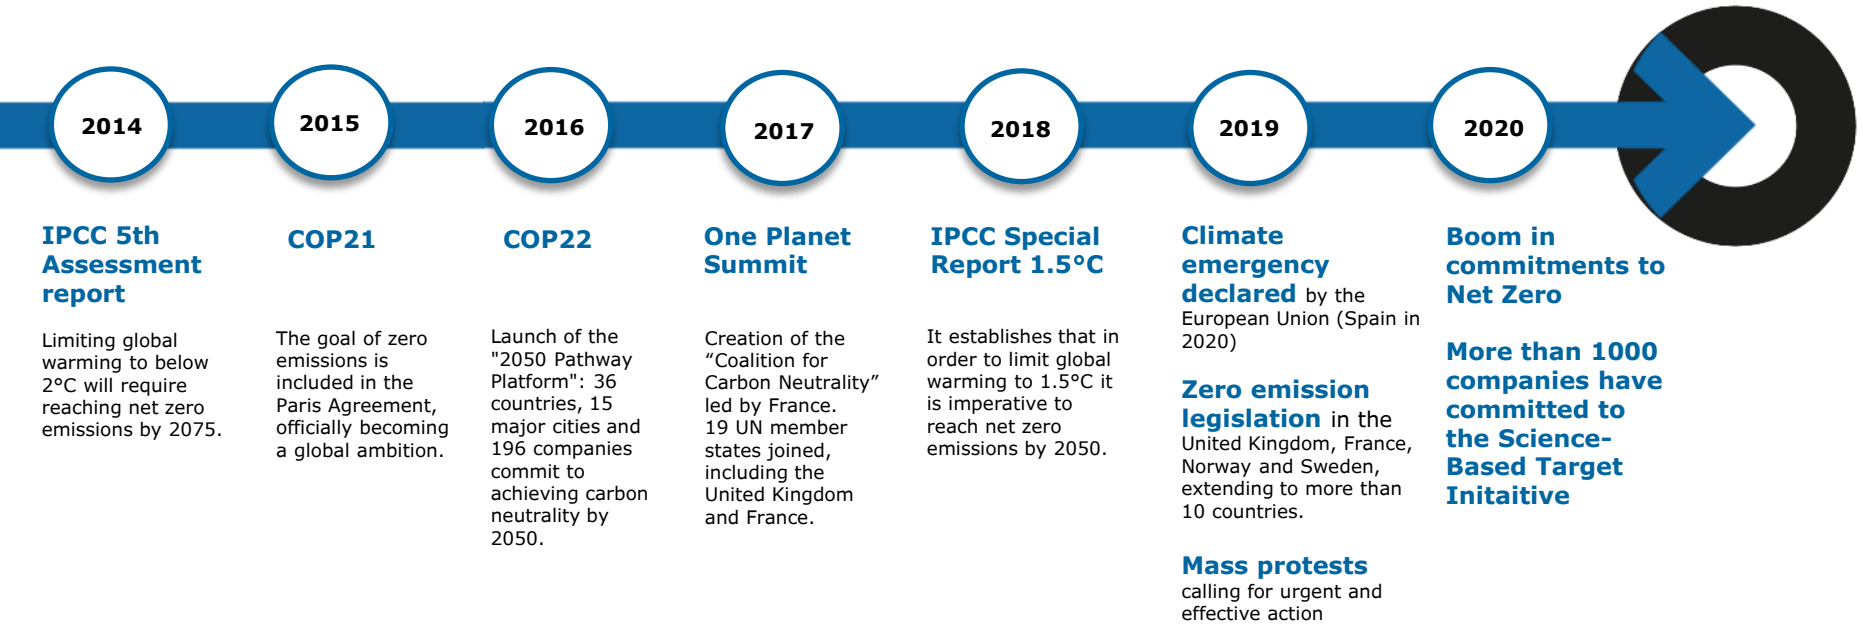 2014
2015
2016
2017
2018
2019
2020
IPCC 5th
Assessment
report
Limiting global
warming to below
2°C will require
reaching net zero
emissions by 2075.
COP21
The goal of zero
emissions is
included in the
Paris Agreement,
officially becoming
a global ambition.
COP22
Launch of the
"2050 Pathway
Platform": 36
countries, 15
major cities and
196 companies
commit to
achieving carbon
neutrality by
2050.
One Planet
Summit
Creation of the
“Coalition for
Carbon Neutrality”
led by France.
19 UN member
states joined,
including the
United Kingdom
and France.
IPCC Special
Report 1.5°C
It establishes that in
order to limit global
warming to 1.5°C it
is imperative to
reach net zero
emissions by 2050.
Climate
emergency
declared by the
European Union (Spain in
2020)
Zero emission
legislation in the
United Kingdom, France,
Norway and Sweden,
extending to more than
10 countries.
Mass protests
calling for urgent and
effective action
Boom in
commitments to
Net Zero
More than 1000
companies have
committed to
the Science-
Based Target
Initaitive